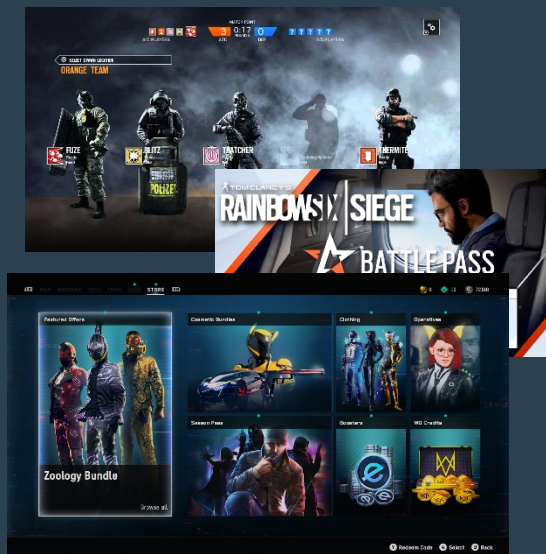 MATCH POINT
3 0:17 0
ATK
DEF
SELECT SPAWN LOCATION
ORANGE TEAM
FUZE
BLITZ
THATCHER
THERMITE
POLIZEI
TOM CLANCY'S
RAINBOW SIX | SIEGE
BATTLE PASS
STORE
Featured Offers
Cosmetic Bundles
Clothing
Operatives
Season Pass
Boosters
WD Credits
Zoology Bundle
Browse all
Redeem Code
Select
Back